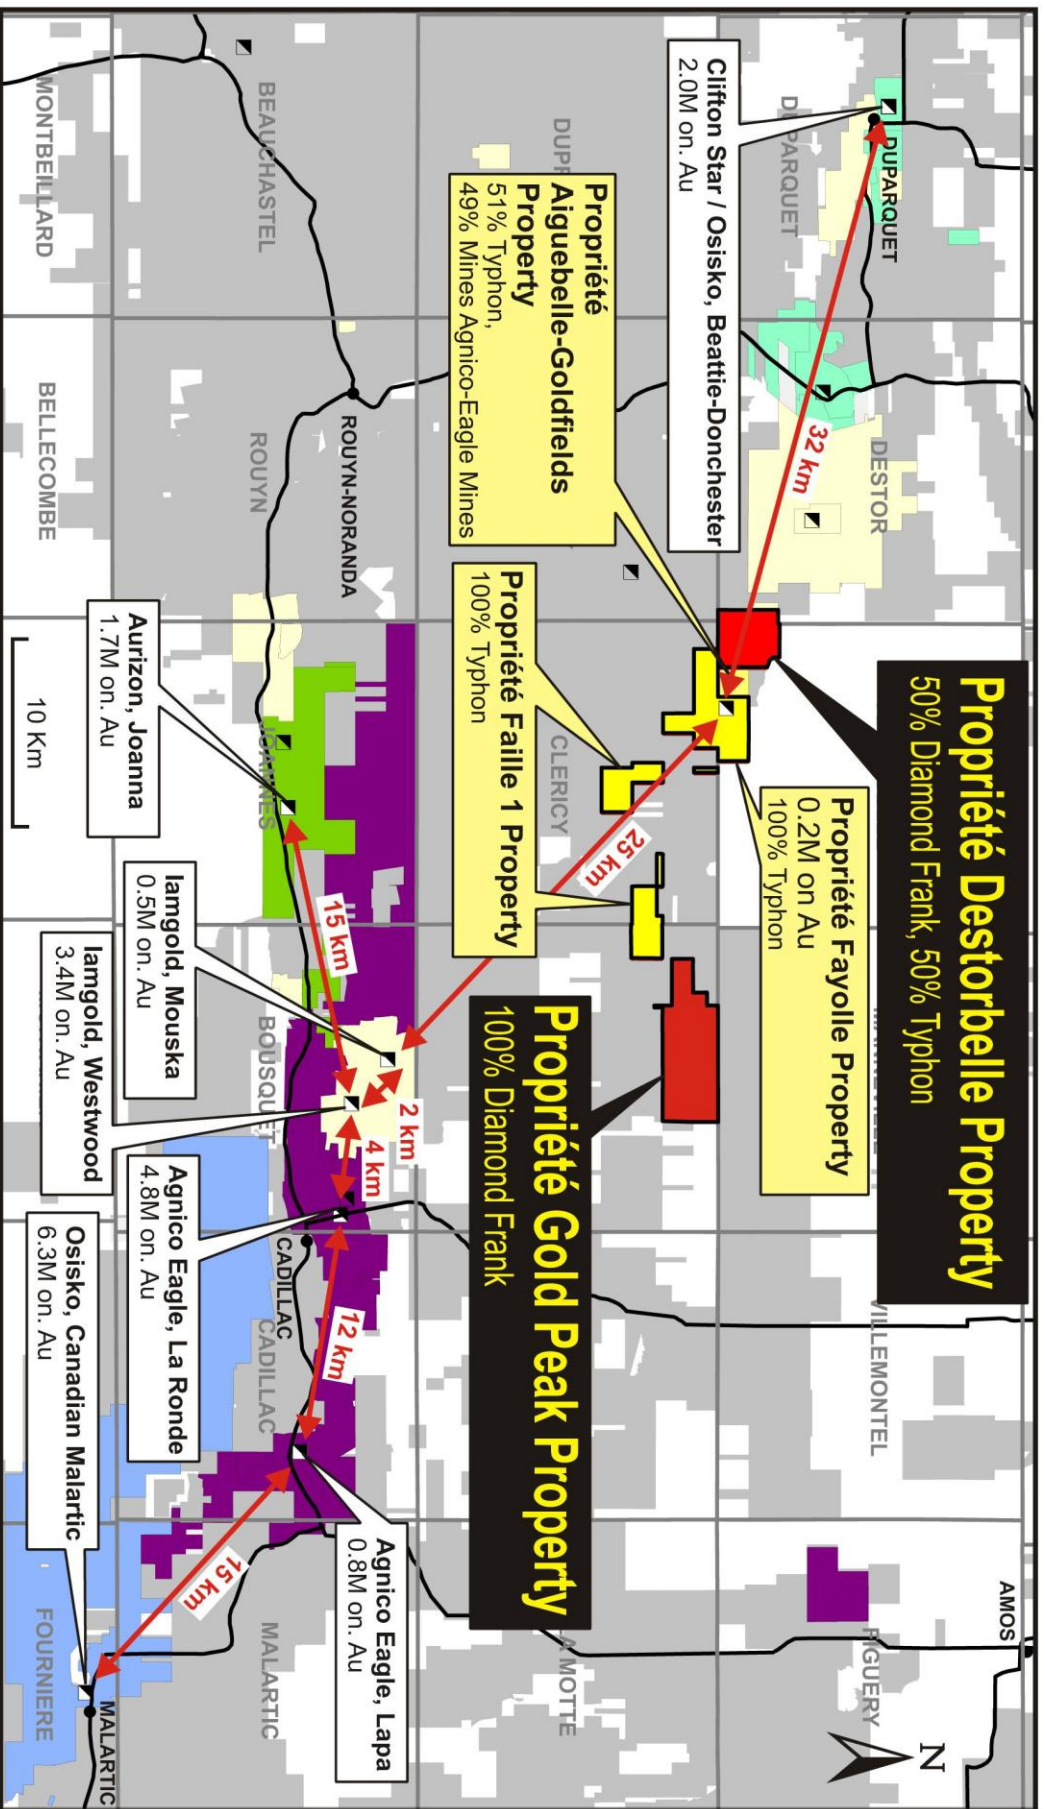 Propriété Destorbelle Property
50% Diamond Frank, 50% Typhon
AMOS
N
DUPARQUET
DUPARQUET
DESTOR
VILLEMONTEL
FIGUERY
Clifton Star / Osisko, Beattie-Donchester
2.0M on. Au
32 km
Propriété Fayolle Property
0.2M on Au
100% Typhon
Propriété
Aiguebelle-Goldfields
Property
51% Typhon,
49% Mines Agnico-Eagle Mines
Propriété Faille 1 Property
100% Typhon
CLERICY
25 km
Propriété Gold Peak Property
100% Diamond Frank
LA MOTTE
BEAUCHASTEL
ROUYN-NORANDA
ROUYN
JOANNES
15 km
2 km
4 km
BOUSQUET
CADILLAC
12 km
CADILLAC
Agnico Eagle, Lapa
0.8M on. Au
MALARTIC
15 km
Aurizon, Joanna
1.7M on. Au
Iamgold, Mouska
0.5M on. Au
Iamgold, Westwood
3.4M on. Au
Agnico Eagle, La Ronde
4.8M on. Au
Osisko, Canadian Malartic
6.3M on. Au
MALARTIC
MONTBEILLARD
BELLECOMBE
10 Km
FOURNIERE